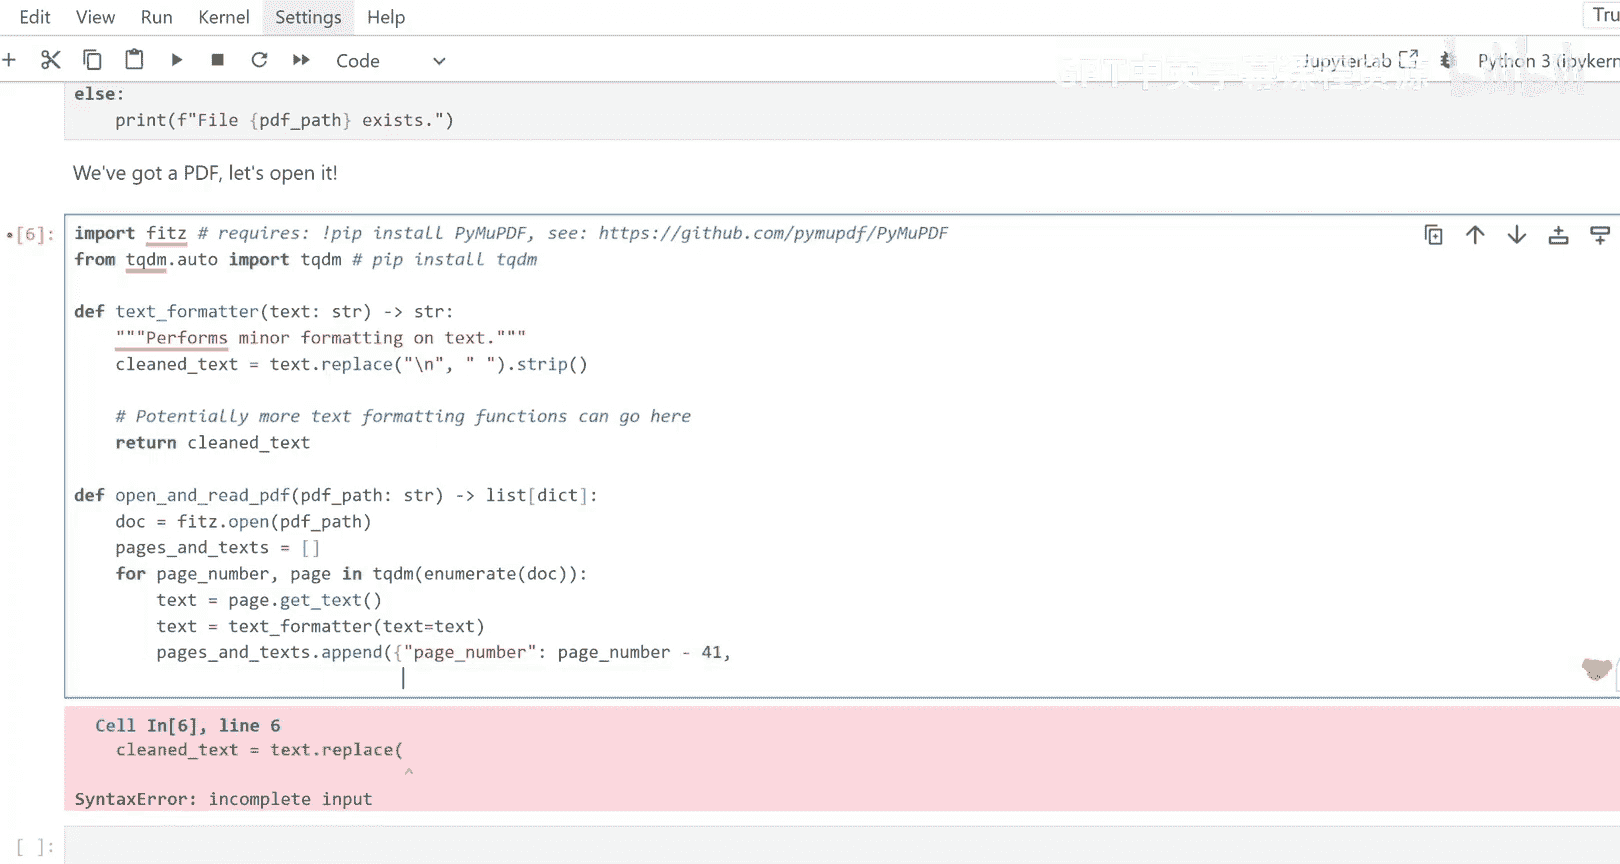 Edit View Run Kernel Settings Help Tru
Code JupyterLab Python 3 (ipykern
else:
print(f"File {pdf_path} exists.")
We've got a PDF, let's open it!
[6]:
import fitz # requires: !pip install PyMuPDF, see: https://github.com/pymupdf/PyMuPDF
from tqdm.auto import tqdm # pip install tqdm
def text_formatter(text: str) -> str:
"""Performs minor formatting on text."""
cleaned_text = text.replace("\n", " ").strip()
# Potentially more text formatting functions can go here
return cleaned_text
def open_and_read_pdf(pdf_path: str) -> list[dict]:
doc = fitz.open(pdf_path)
pages_and_texts = []
for page_number, page in tqdm(enumerate(doc)):
text = page.get_text()
text = text_formatter(text=text)
pages_and_texts.append({"page_number": page_number - 41,
Cell In[6], line 6
cleaned_text = text.replace(
^
SyntaxError: incomplete input
[ ]: